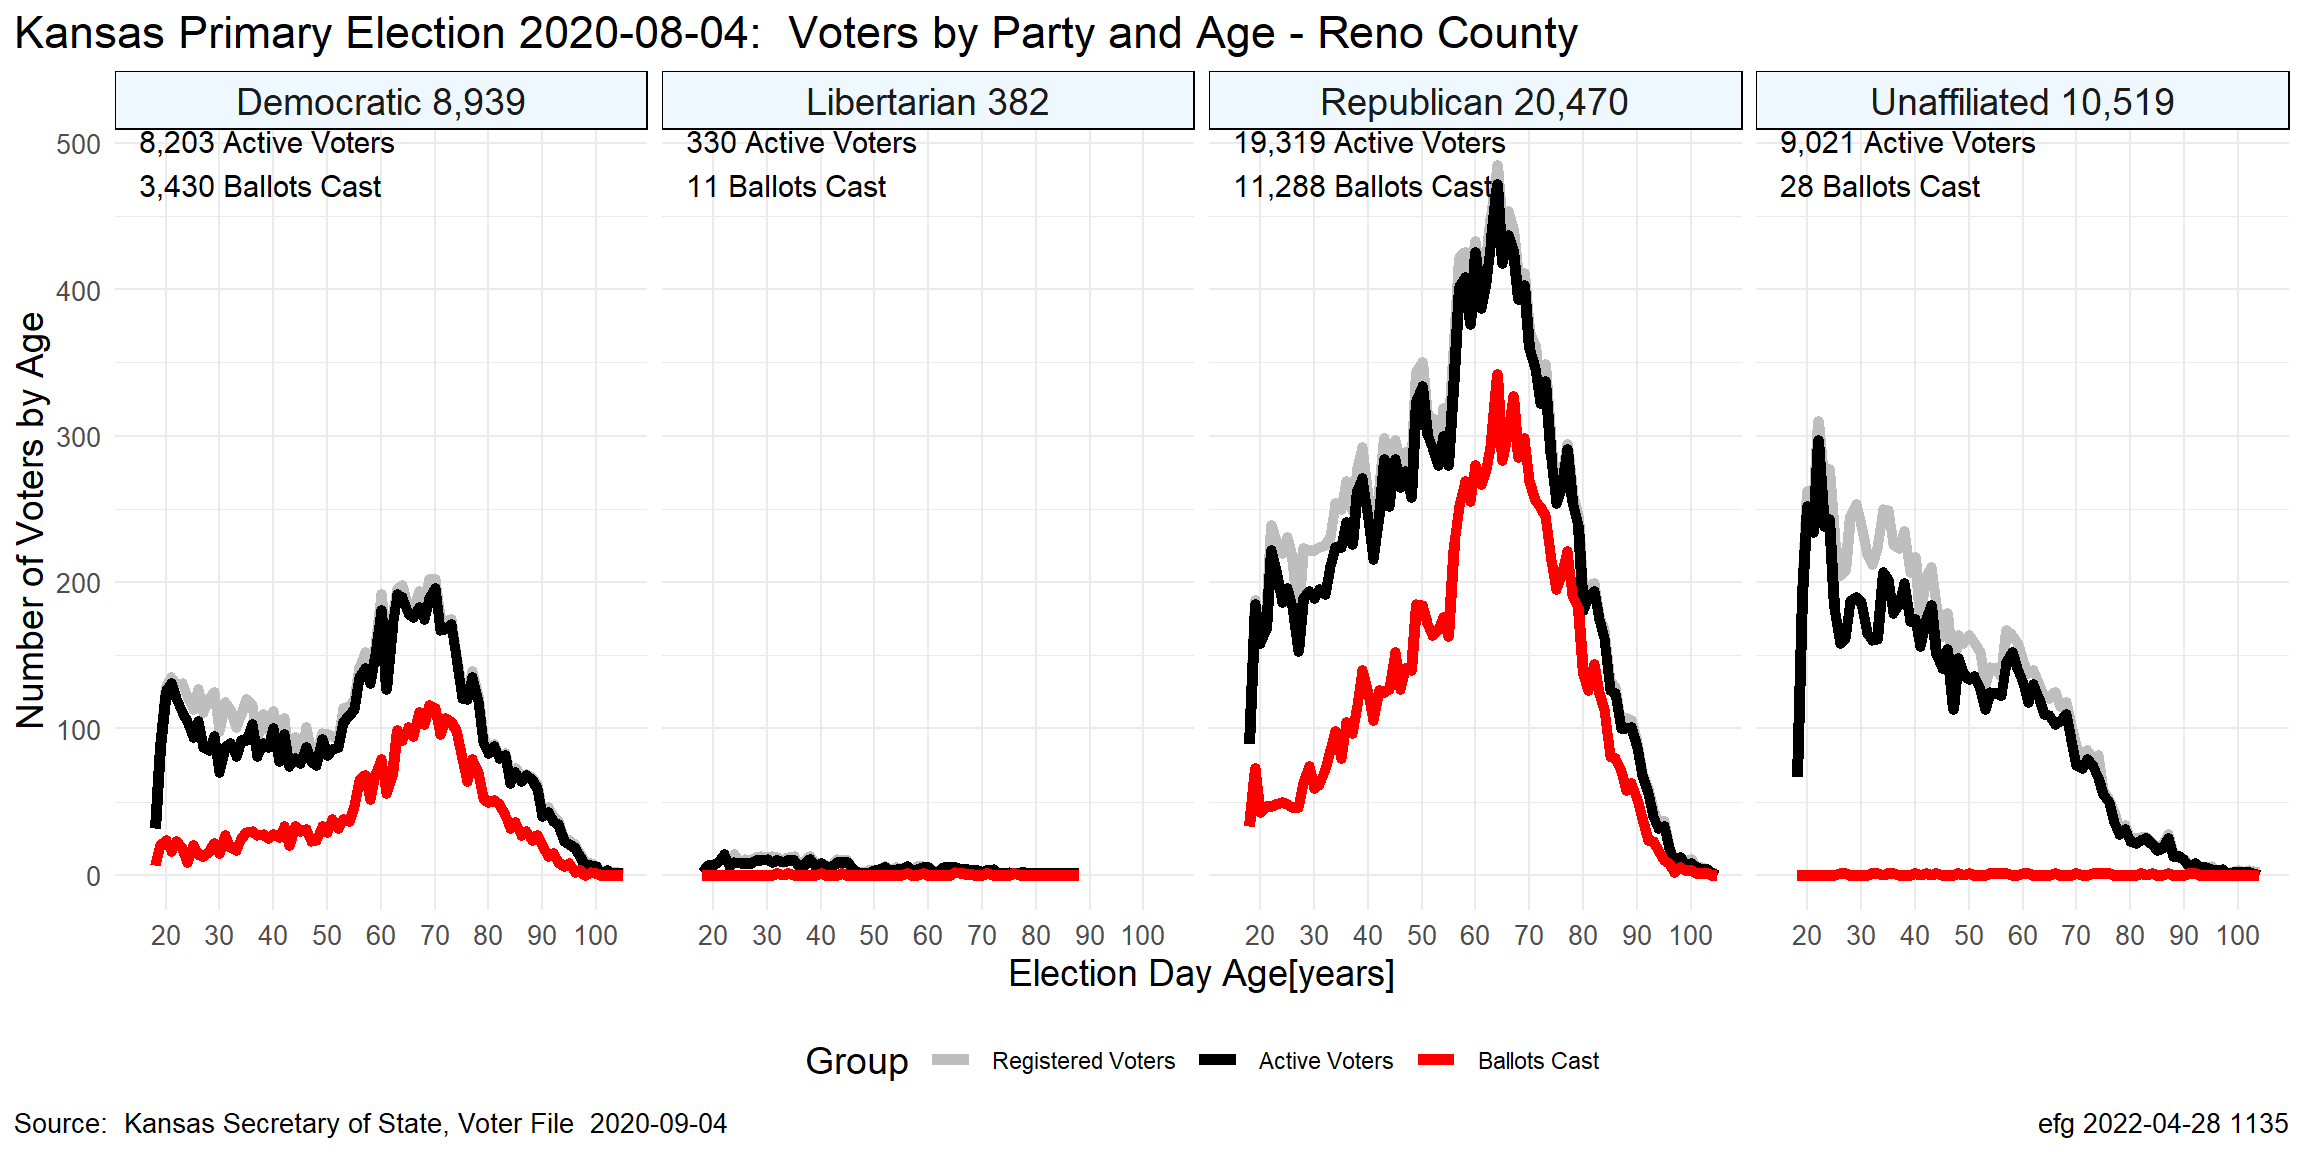 Kansas Primary Election 2020-08-04:  Voters by Party and Age - Reno County
Democratic 8,939
Libertarian 382
Republican 20,470
Unaffiliated 10,519
8,203 Active Voters
3,430 Ballots Cast
330 Active Voters
11 Ballots Cast
19,319 Active Voters
11,288 Ballots Cast
9,021 Active Voters
28 Ballots Cast
Number of Voters by Age
500
400
300
200
100
0
20 30 40 50 60 70 80 90 100
20 30 40 50 60 70 80 90 100
20 30 40 50 60 70 80 90 100
20 30 40 50 60 70 80 90 100
Election Day Age[years]
Group Registered Voters Active Voters Ballots Cast
Source:  Kansas Secretary of State, Voter File  2020-09-04
efg 2022-04-28 1135